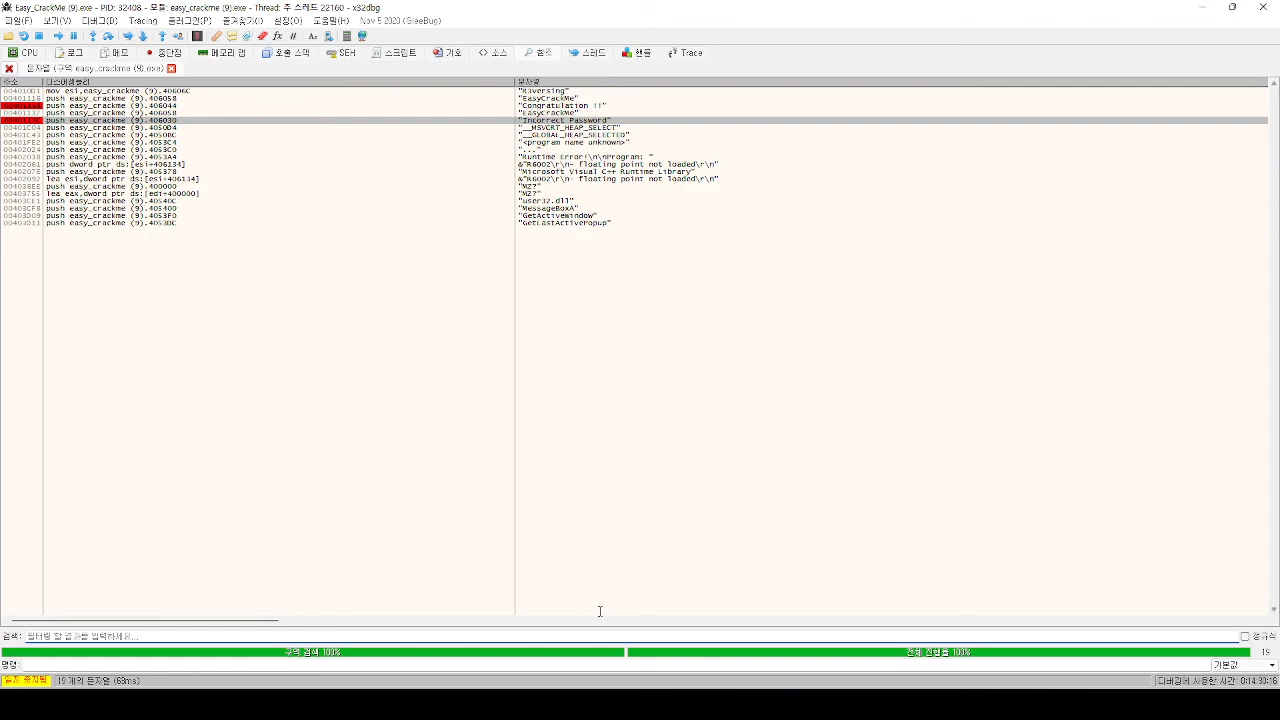 Easy_CrackMe (9).exe - PID: 32408 - 모듈: easy_crackme (9).exe - Thread: 주 스레드 22160 - x32dbg
파일(F) 보기(V) 디버그(D) Tracing 플러그인(P) 즐겨찾기(I) 설정(O) 도움말(H) Nov 5 2020 (GleeBug)
CPU 로그 메모 중단점 메모리 맵 호출 스택 SEH 스크립트 기호 소스 참조 스레드 핸들 Trace
문자열 (구역 easy_crackme (9).exe)
주소 디스어셈블리 문자열
004010D1 mov esi,easy_crackme (9).40606C "R3versing"
00401116 push easy_crackme (9).406058 "EasyCrackMe"
push easy_crackme (9).406044 "Congratulation !!"
00401137 push easy_crackme (9).406058 "EasyCrackMe"
push easy_crackme (9).406030 "Incorrect Password"
00401C04 push easy_crackme (9).4050D4 "__MSVCRT_HEAP_SELECT"
00401C43 push easy_crackme (9).4050BC "__GLOBAL_HEAP_SELECTED"
00401FE2 push easy_crackme (9).4053C4 "<program name unknown>"
00402024 push easy_crackme (9).4053C0 "..."
00402038 push easy_crackme (9).4053A4 "Runtime Error!\n\nProgram: "
00402061 push dword ptr ds:[esi+406134] &"R6002\r\n- floating point not loaded\r\n"
0040207E push easy_crackme (9).405378 "Microsoft Visual C++ Runtime Library"
00402092 lea esi,dword ptr ds:[esi+406134] &"R6002\r\n- floating point not loaded\r\n"
004036EE push easy_crackme (9).400000 "MZ?"
00403755 lea eax,dword ptr ds:[edi+400000] "MZ?"
00403CE1 push easy_crackme (9).40540C "user32.dll"
00403CF8 push easy_crackme (9).405400 "MessageBoxA"
00403D09 push easy_crackme (9).4053F0 "GetActiveWindow"
00403D11 push easy_crackme (9).4053DC "GetLastActivePopup"
검색: 필터링 할 결과를 입력하세요... 정규식
구역 검색 100% 전체 진행률 100% 19
명령: 기본값
일시 중지됨 19 개의 문자열 (63ms) 디버깅에 사용한 시간: 0:14:30:16